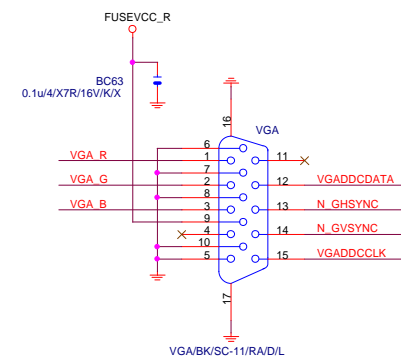 FUSEVCC_R
BC63
0.1u/4/X7R/16V/K/X
16
VGA
6
VGA_R 1 11
7
VGA_G 2 12 VGADDCDATA
8
VGA_B 3 13 N_GHSYNC
9
4 14 N_GVSYNC
10
5 15 VGADDCCLK
17
VGA/BK/SC-11/RA/D/L